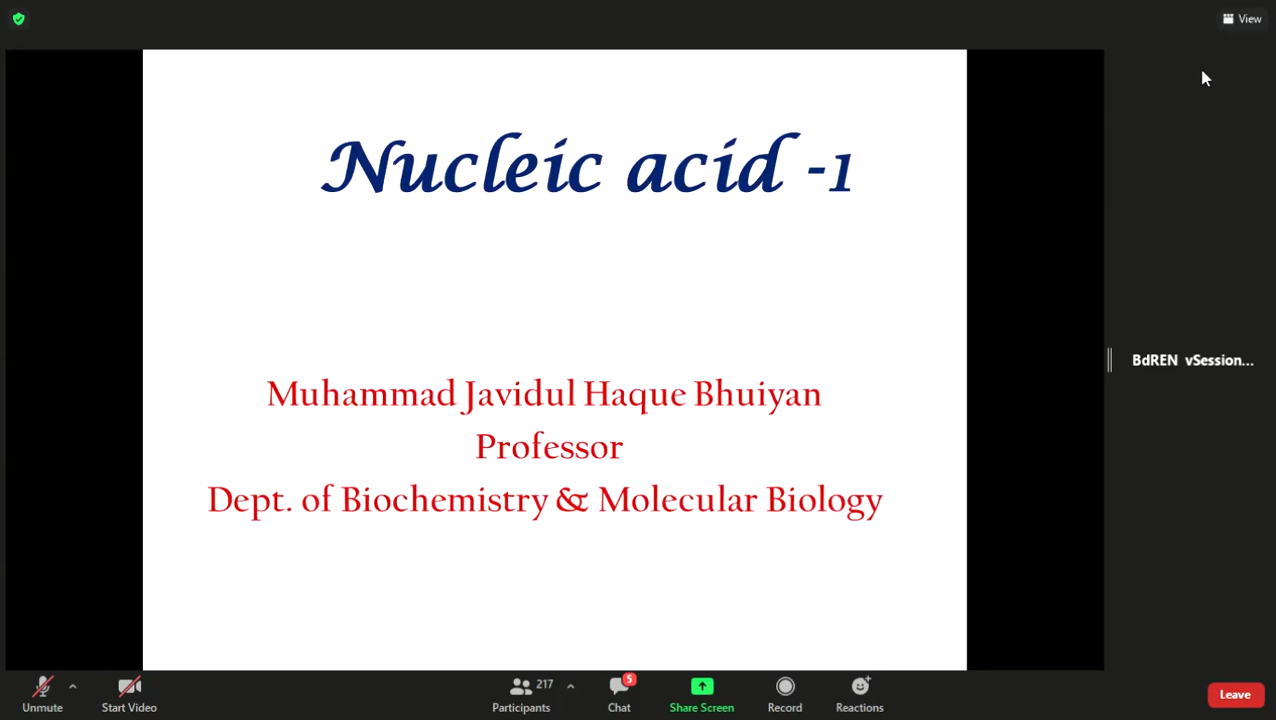 View
Nucleic acid -1
BdREN vSession...
Muhammad Javidul Haque Bhuiyan
Professor
Dept. of Biochemistry & Molecular Biology
Unmute
Start Video
217
Participants
5
Chat
Share Screen
Record
Reactions
Leave